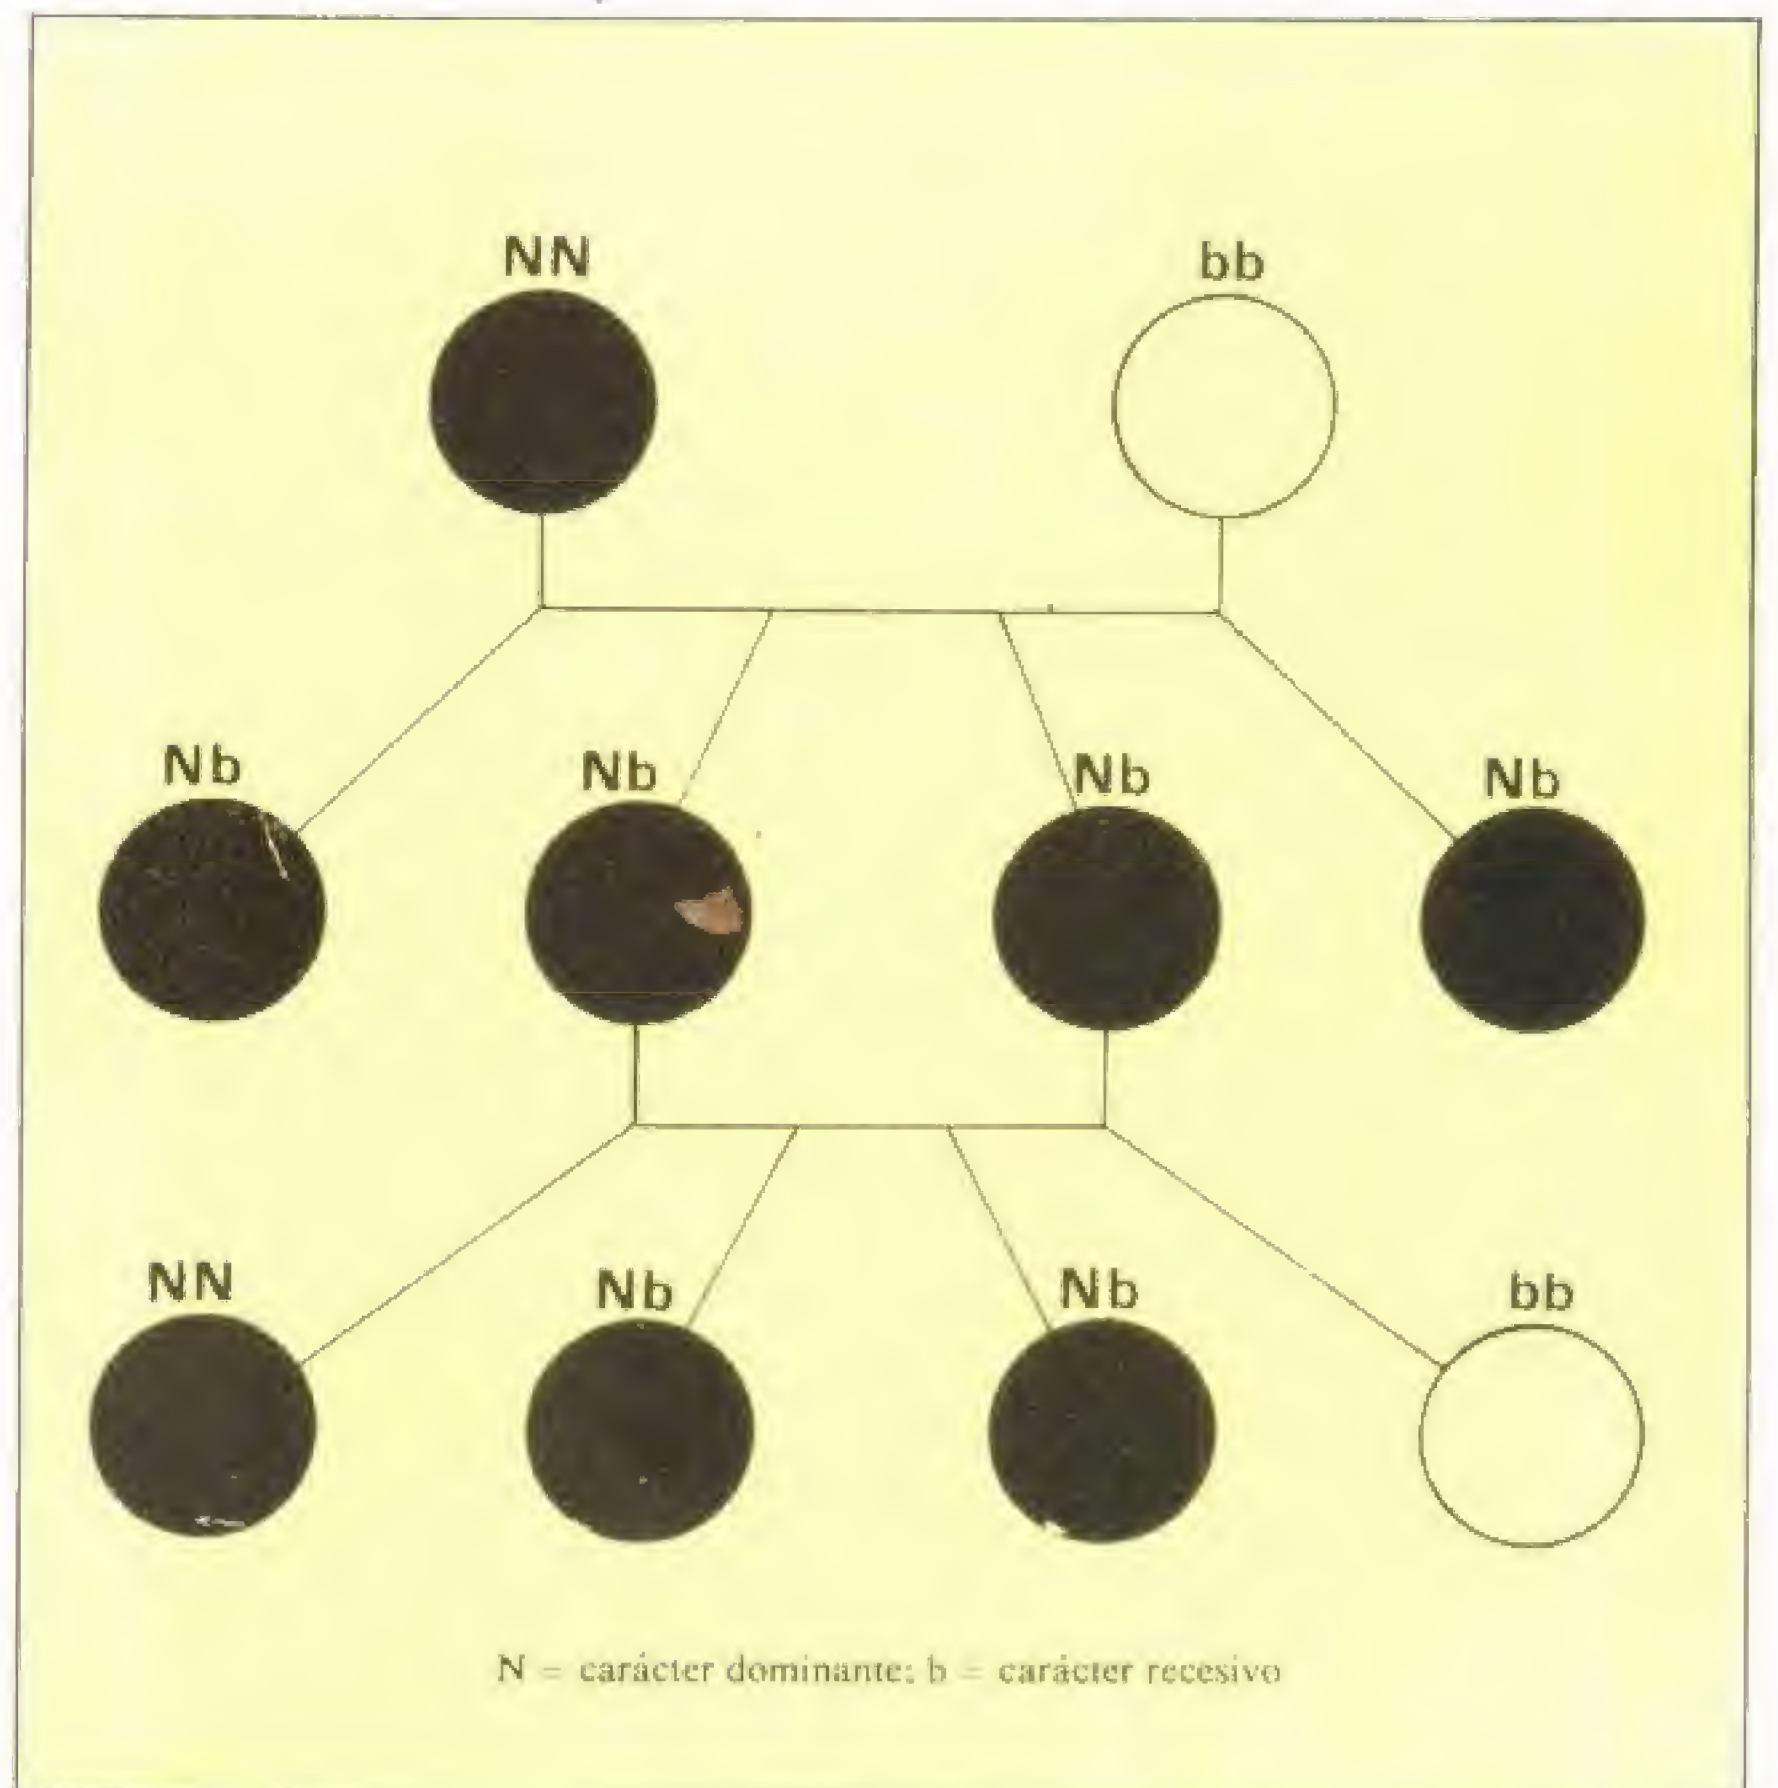 NN bb
Nb Nb Nb Nb
NN Nb Nb bb
N = carácter dominante; b = carácter recesivo